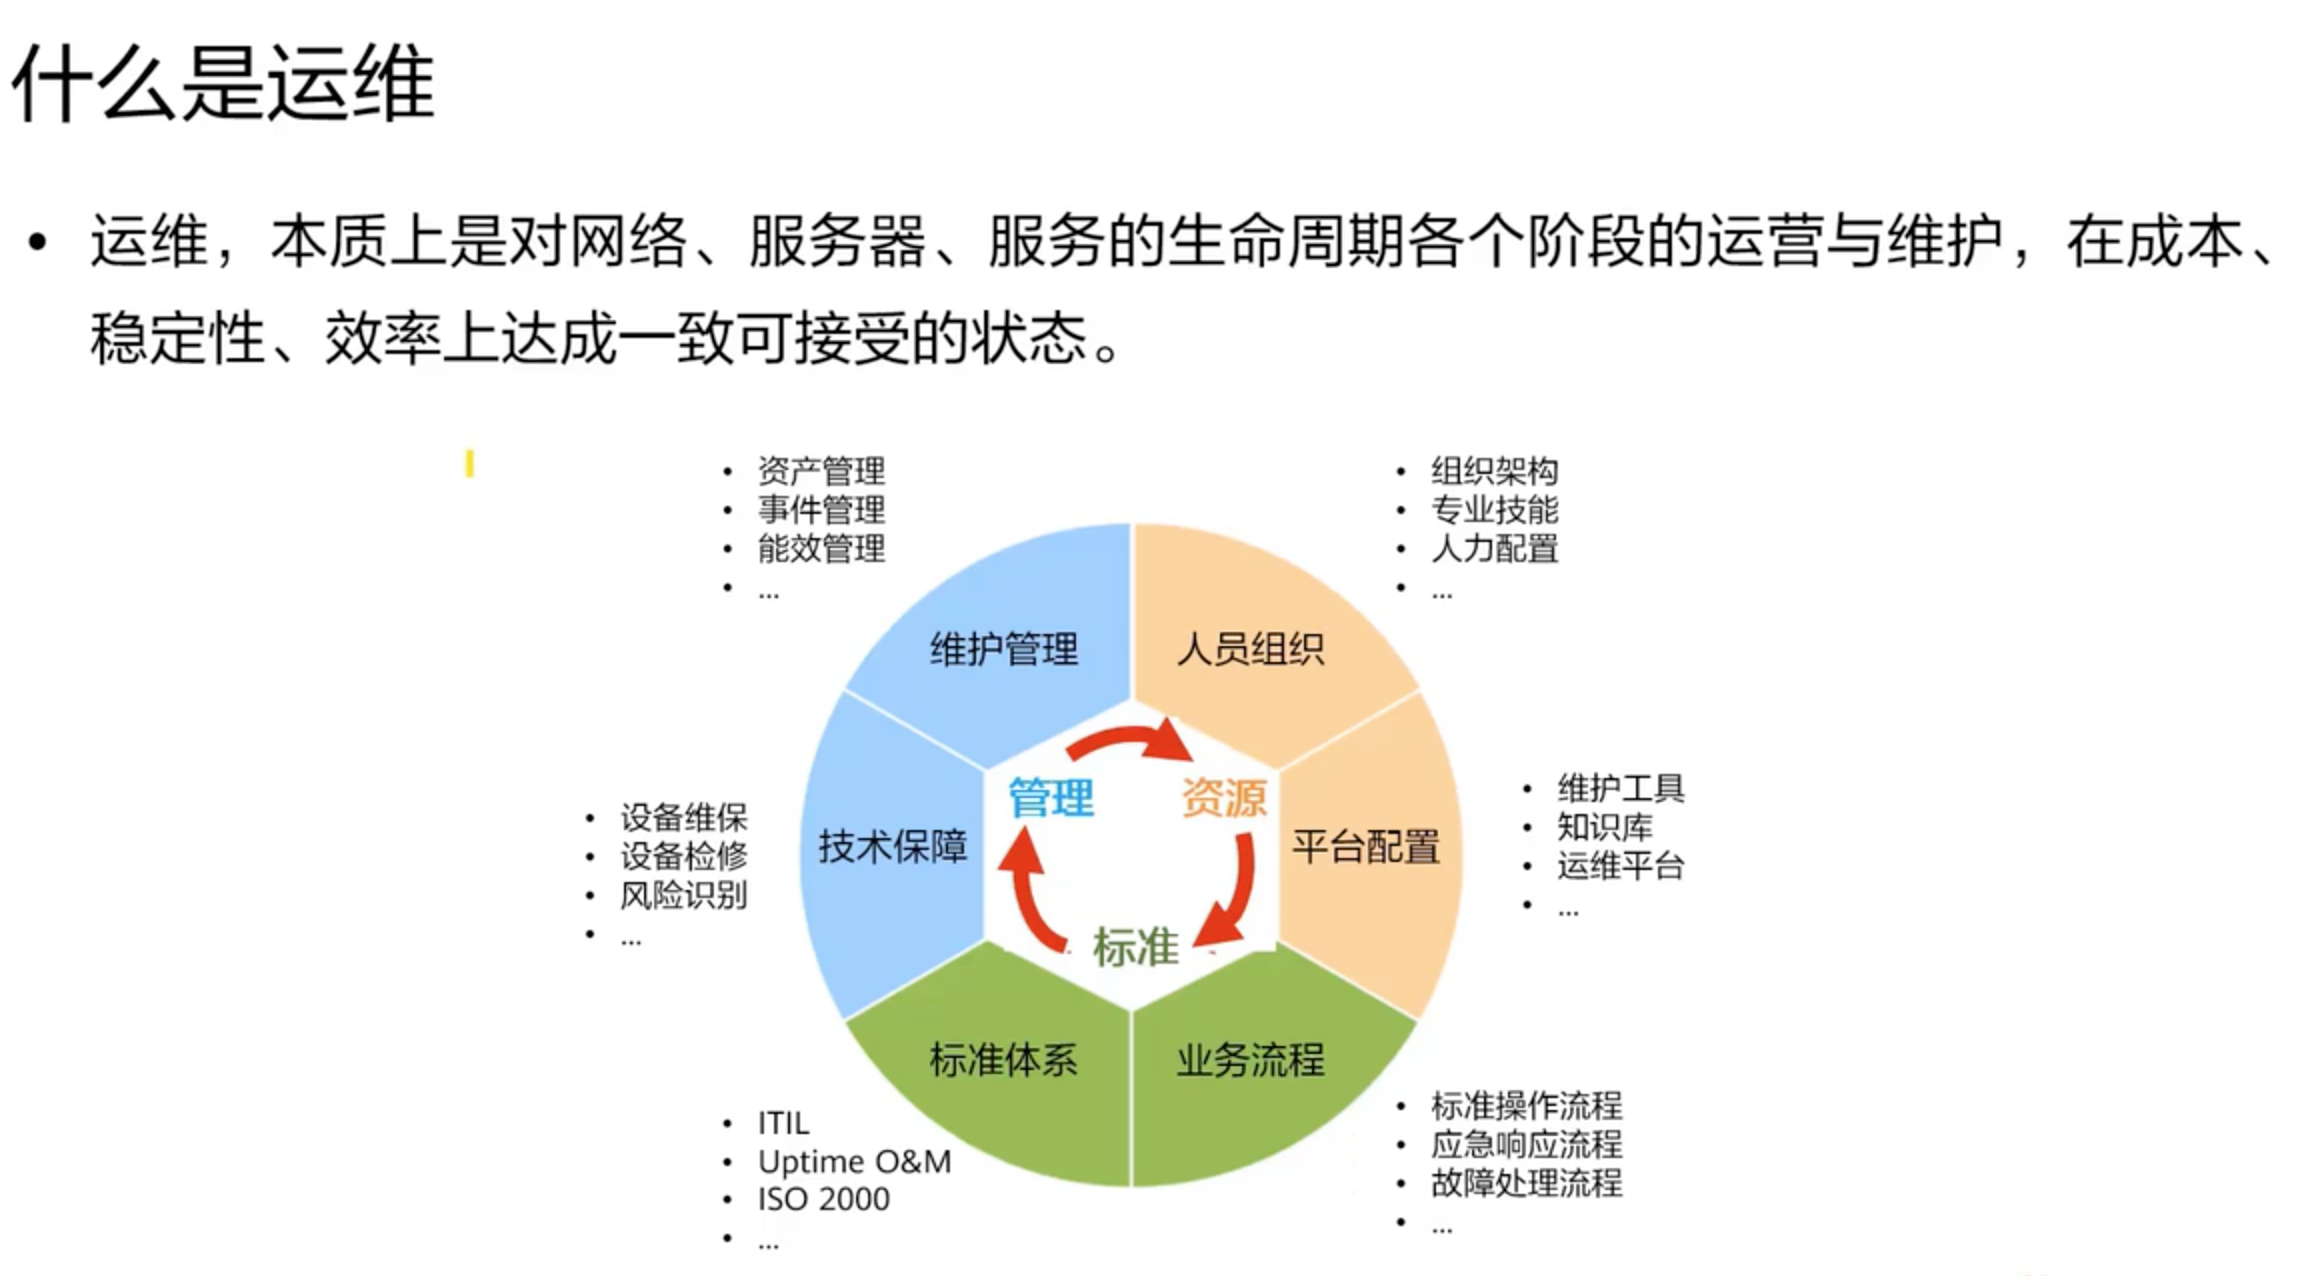 什么是运维
• 运维，本质上是对网络、服务器、服务的生命周期各个阶段的运营与维护，在成本、
稳定性、效率上达成一致可接受的状态。
• 资产管理
• 事件管理
• 能效管理
• ...
• 组织架构
• 专业技能
• 人力配置
• ...
维护管理
人员组织
管理
资源
标准
技术保障
平台配置
• 设备维保
• 设备检修
• 风险识别
• ...
• 维护工具
• 知识库
• 运维平台
• ...
标准体系
业务流程
• ITIL
• Uptime O&M
• ISO 2000
• ...
• 标准操作流程
• 应急响应流程
• 故障处理流程
• ...